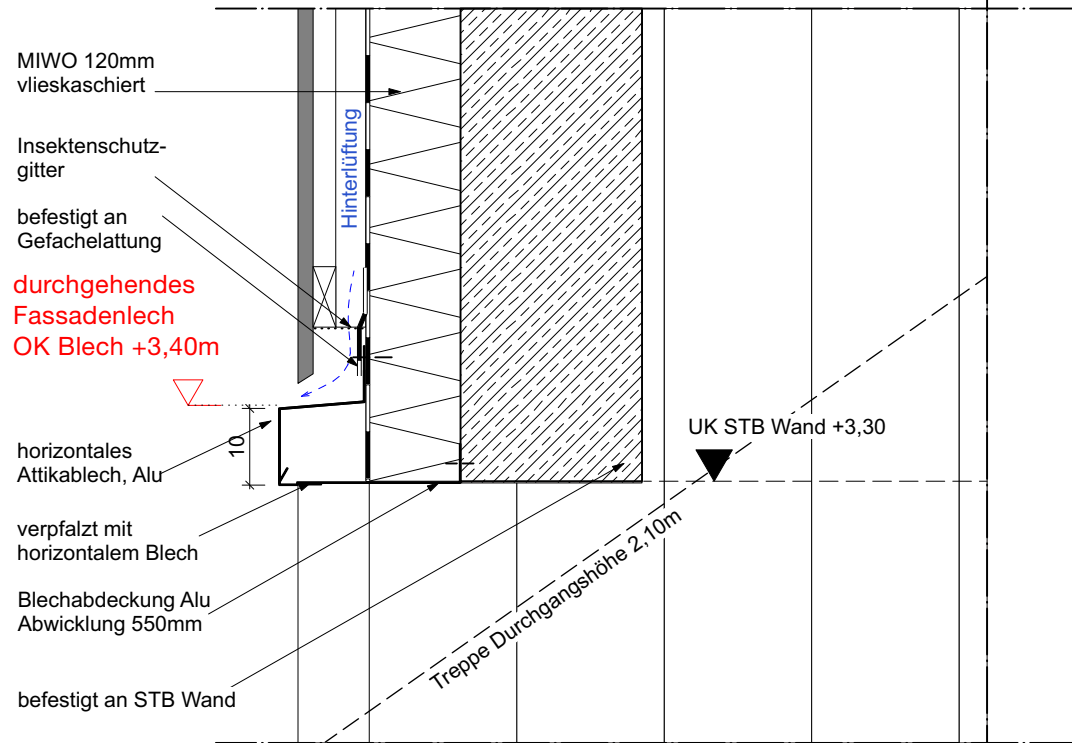 MIWO 120mm
vlieskaschiert
Insektenschutz-
gitter
befestigt an
Gefachelattung
durchgehendes
Fassadenlech
OK Blech +3,40m
horizontales
Attikablech, Alu
verpfalzt mit
horizontalem Blech
Blechabdeckung Alu
Abwicklung 550mm
befestigt an STB Wand
Hinterlüftung
10
UK STB Wand +3,30
Treppe Durchgangshöhe 2,10m